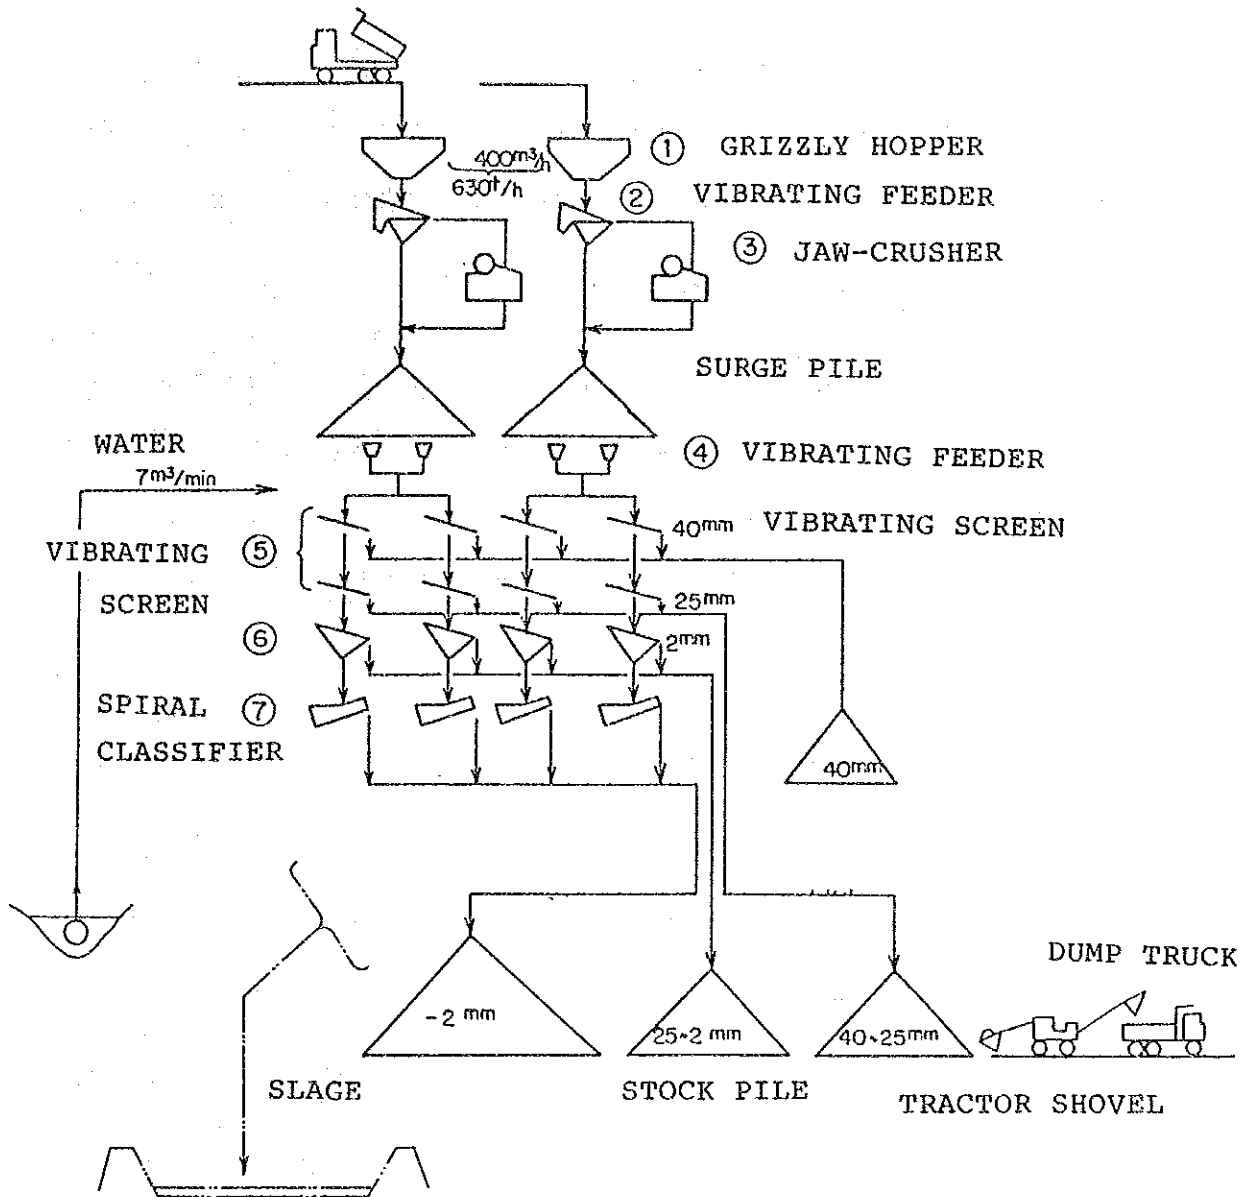 400m³/h
630t/h
① GRIZZLY HOPPER
② VIBRATING FEEDER
③ JAW-CRUSHER
SURGE PILE
WATER
7m³/min
④ VIBRATING FEEDER
40mm VIBRATING SCREEN
VIBRATING ⑤
SCREEN
25mm
⑥
2mm
SPIRAL ⑦
CLASSIFIER
40mm
DUMP TRUCK
-2 mm
25~2 mm
40~25mm
SLAGE
STOCK PILE
TRACTOR SHOVEL